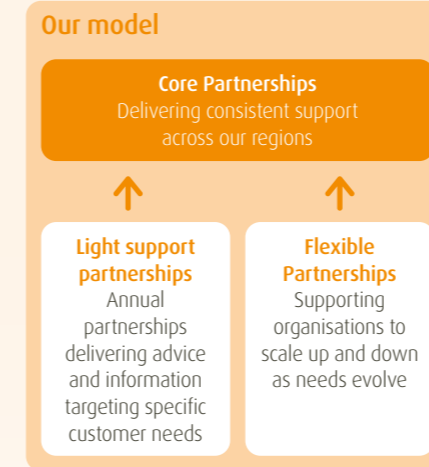 Our model
Core Partnerships
Delivering consistent support
across our regions
Light support
partnerships
Annual
partnerships
delivering advice
and information
targeting specific
customer needs
Flexible
Partnerships
Supporting
organisations to
scale up and down
as needs evolve